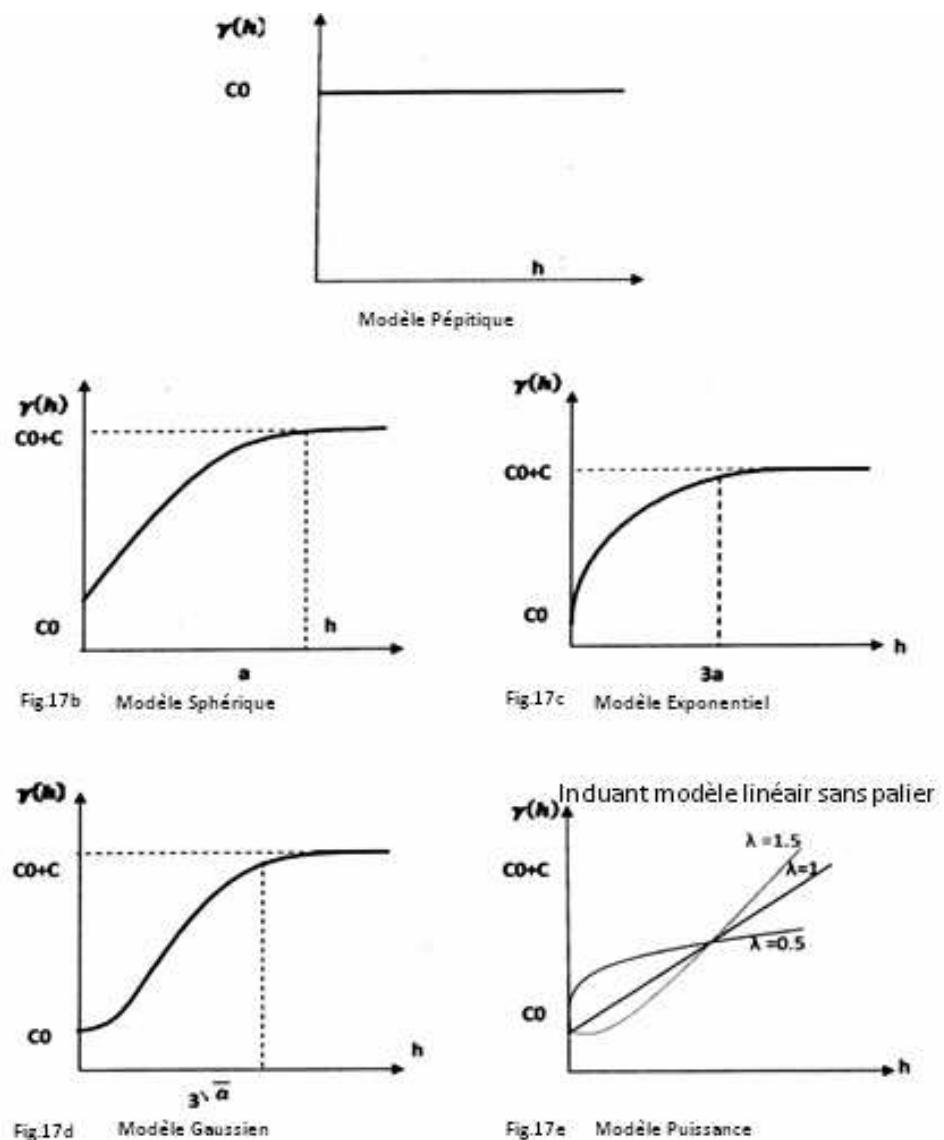 γ(h)
C0
h
Modèle Pépitique
γ(h)
C0+C
C0
h
a
Fig.17b Modèle Sphérique
γ(h)
C0+C
C0
h
3a
Fig.17c Modèle Exponentiel
γ(h)
C0+C
C0
h
3√a
Fig.17d Modèle Gaussien
Induant modèle linéair sans palier
γ(h)
λ=1.5
C0+C
λ=1
λ=0.5
C0
h
Fig.17e Modèle Puissance